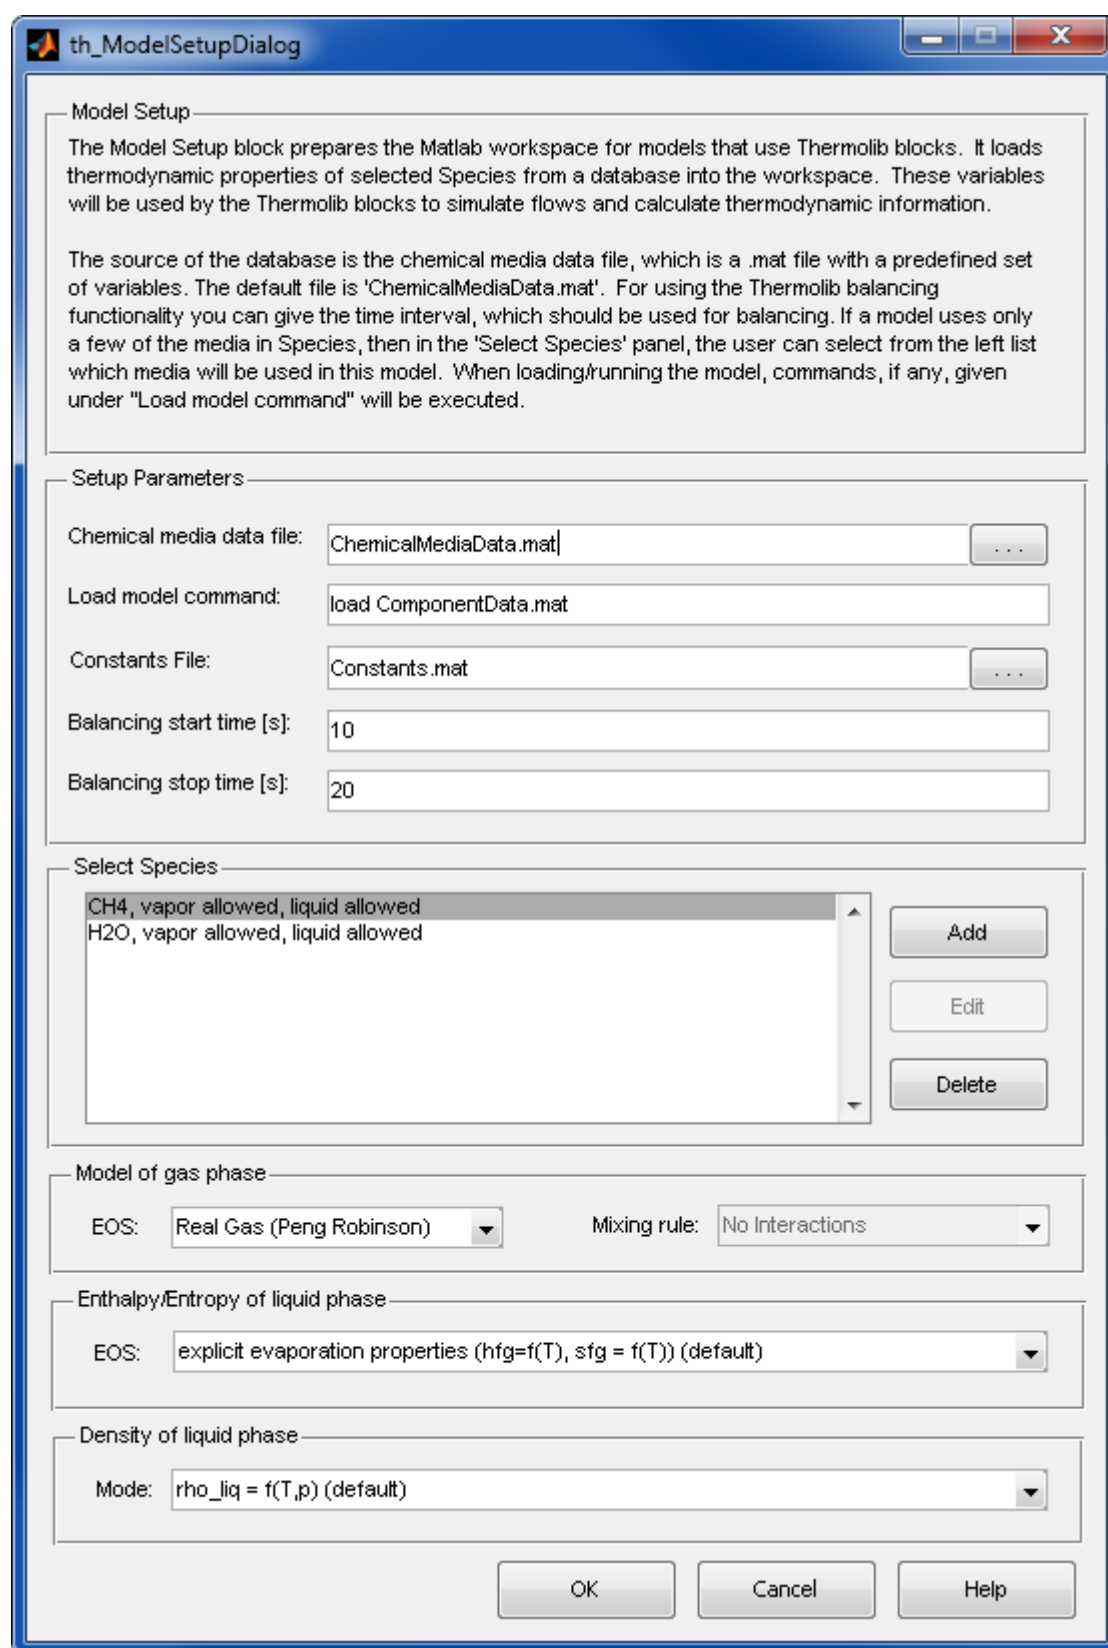 th_ModelSetupDialog
Model Setup
The Model Setup block prepares the Matlab workspace for models that use Thermolib blocks.  It loads
thermodynamic properties of selected Species from a database into the workspace.  These variables
will be used by the Thermolib blocks to simulate flows and calculate thermodynamic information.
The source of the database is the chemical media data file, which is a .mat file with a predefined set
of variables. The default file is 'ChemicalMediaData.mat'.  For using the Thermolib balancing
functionality you can give the time interval, which should be used for balancing. If a model uses only
a few of the media in Species, then in the 'Select Species' panel, the user can select from the left list
which media will be used in this model.  When loading/running the model, commands, if any, given
under "Load model command" will be executed.
Setup Parameters
Chemical media data file: ChemicalMediaData.mat ...
Load model command: load ComponentData.mat
Constants File: Constants.mat ...
Balancing start time [s]: 10
Balancing stop time [s]: 20
Select Species
CH4, vapor allowed, liquid allowed
H2O, vapor allowed, liquid allowed
Add
Edit
Delete
Model of gas phase
EOS: Real Gas (Peng Robinson) Mixing rule: No Interactions
Enthalpy/Entropy of liquid phase
EOS: explicit evaporation properties (hfg=f(T), sfg = f(T)) (default)
Density of liquid phase
Mode: rho_liq = f(T,p) (default)
OK Cancel Help